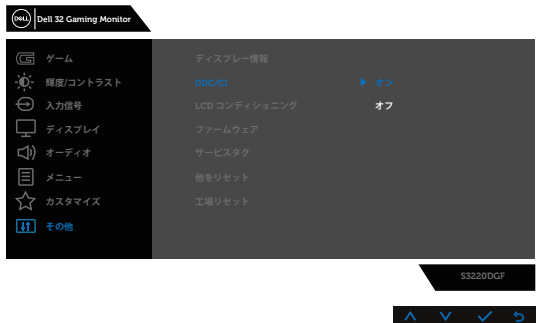 DELL
Dell 32 Gaming Monitor
ゲーム
輝度/コントラスト
入力信号
ディスプレイ
オーディオ
メニュー
カスタマイズ
その他
ディスプレー情報
DDC/CI
オン
LCD コンディショニング
オフ
ファームウェア
サービスタグ
他をリセット
工場リセット
S3220DGF